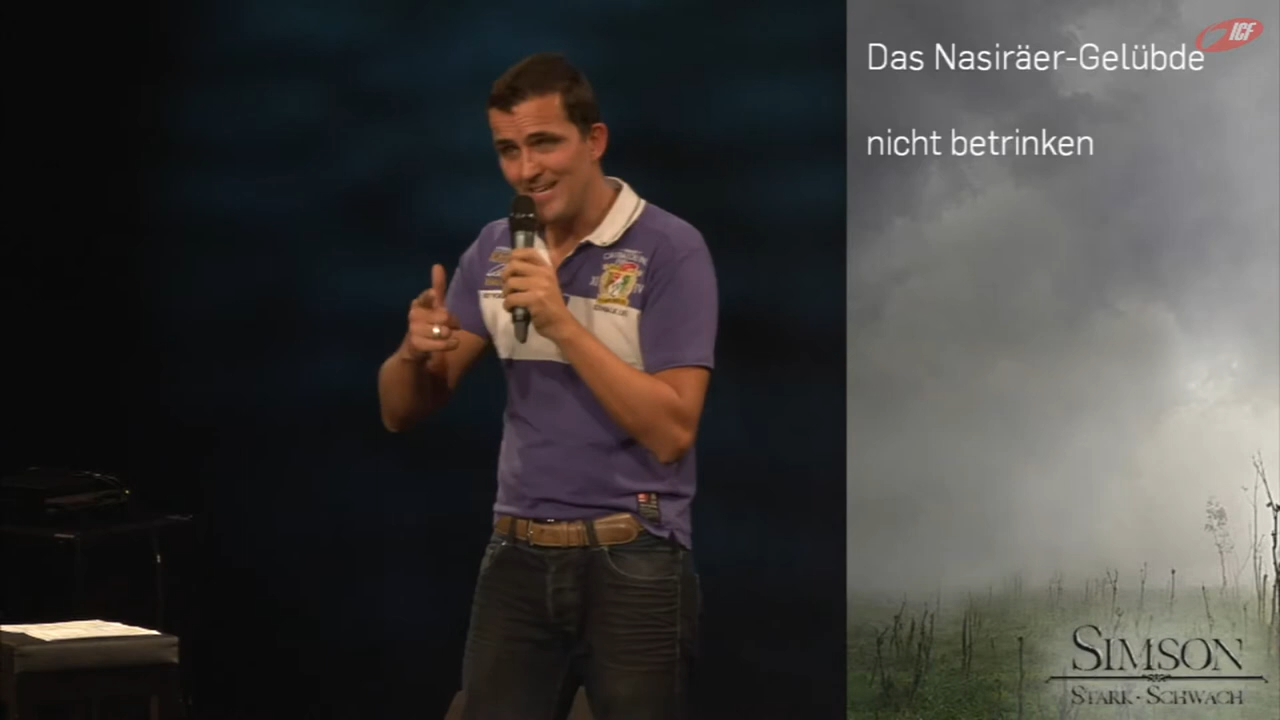 ICF
Das Nasiräer-Gelübde
nicht betrinken
SIMSON
STARK · SCHWACH